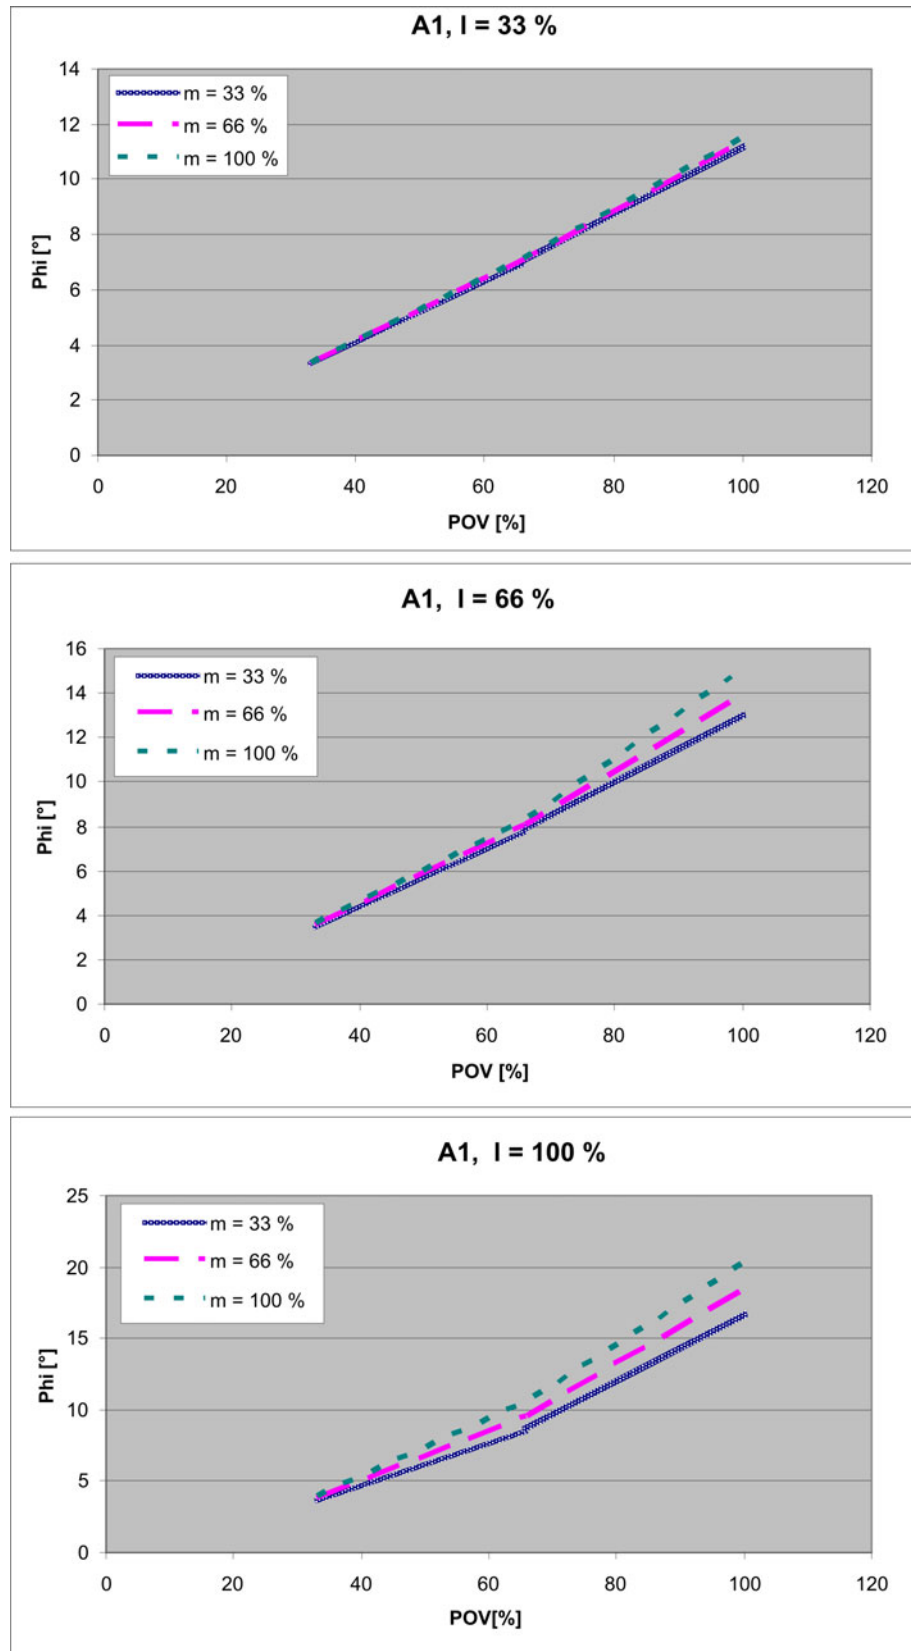 A1, l = 33 %
14
12
10
8
6
4
2
0
m = 33 %
m = 66 %
m = 100 %
Phi [°]
0 20 40 60 80 100 120
POV [%]
A1, l = 66 %
16
14
12
10
8
6
4
2
0
m = 33 %
m = 66 %
m = 100 %
Phi [°]
0 20 40 60 80 100 120
POV [%]
A1, l = 100 %
25
20
15
10
5
0
m = 33 %
m = 66 %
m = 100 %
Phi [°]
0 20 40 60 80 100 120
POV[%]